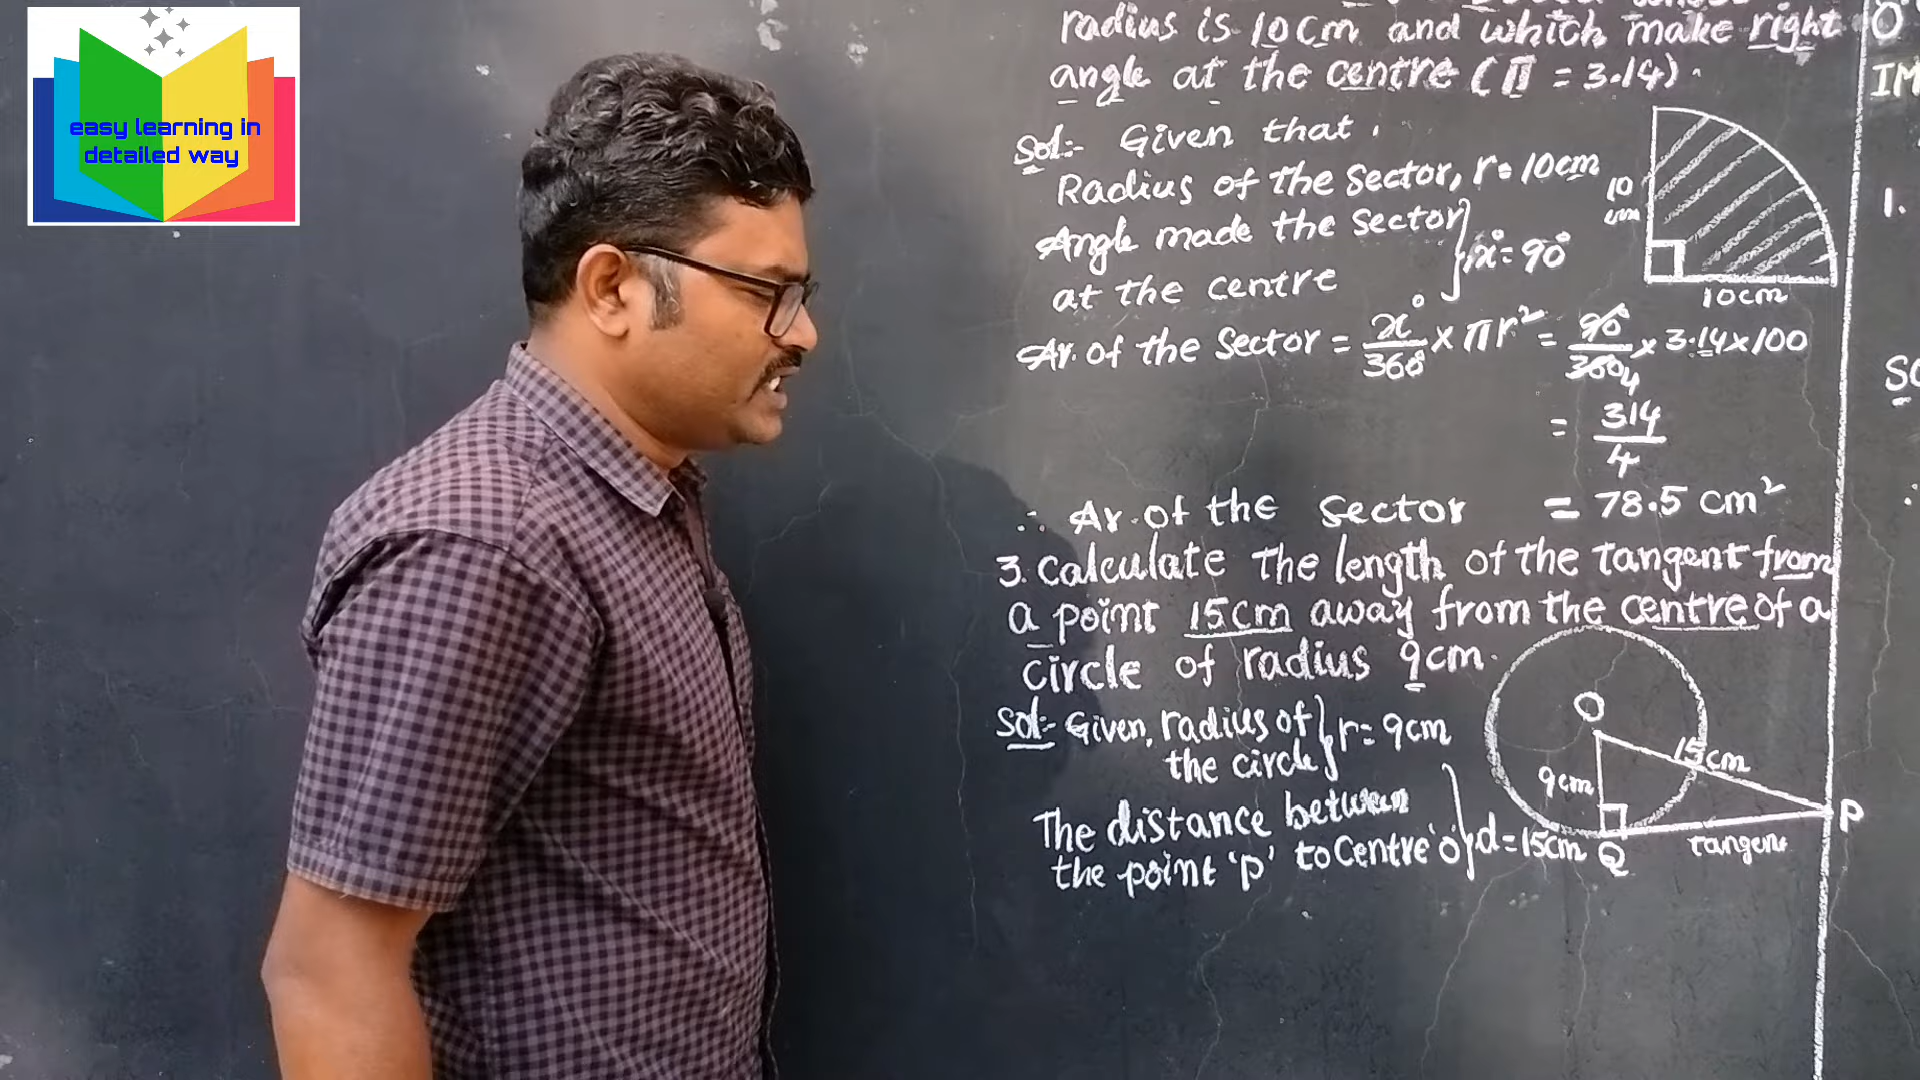 easy learning in
detailed way
radius is 10cm and which make right
angle at the centre (π = 3.14).
Sol:- Given that,
Radius of the sector, r = 10cm
Angle made the sector
at the centre
x° = 90°
10
cm
10cm
Ar. of the Sector = x°/360° × πr² = 90°/360 4 × 3.14×100
= 314/4
∴ Ar. of the sector = 78.5 cm²
3. Calculate the length of the tangent from
a point 15cm away from the centre of a
circle of radius 9cm.
Sol:- Given, radius of
the circle
r = 9cm
The distance between
the point 'p' to centre 'o'
d = 15cm
O
15cm
9cm
P
Q
tangent
IM
1.